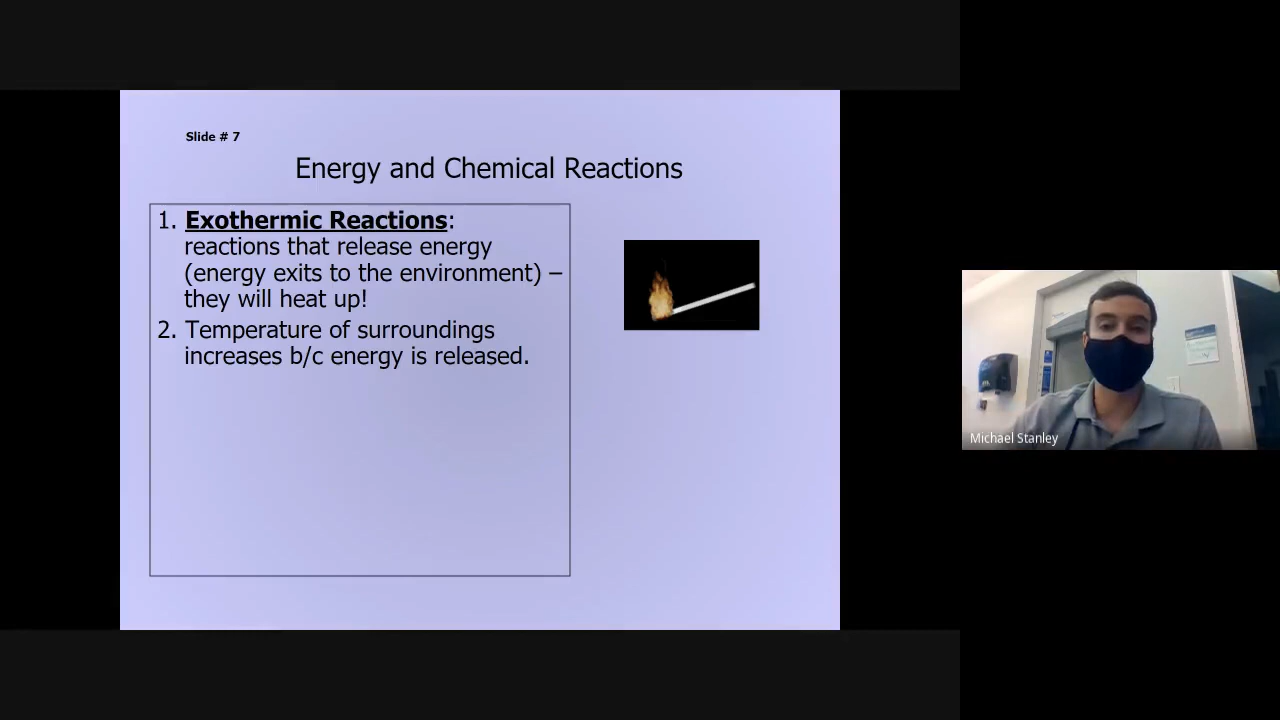 Slide # 7
Energy and Chemical Reactions
1. Exothermic Reactions:
reactions that release energy
(energy exits to the environment) –
they will heat up!
2. Temperature of surroundings
increases b/c energy is released.
Michael Stanley